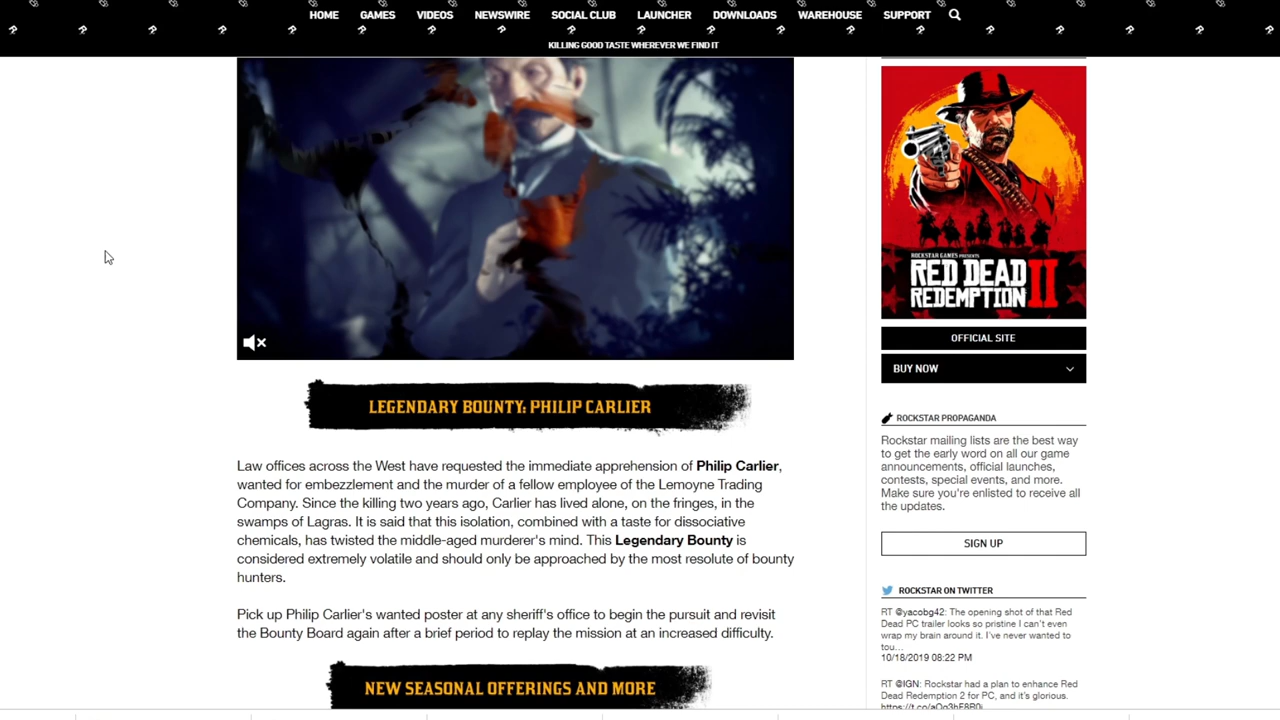 HOME GAMES VIDEOS NEWSWIRE SOCIAL CLUB LAUNCHER DOWNLOADS WAREHOUSE SUPPORT
KILLING GOOD TASTE WHEREVER WE FIND IT
LEGENDARY BOUNTY: PHILIP CARLIER
Law offices across the West have requested the immediate apprehension of Philip Carlier,
wanted for embezzlement and the murder of a fellow employee of the Lemoyne Trading
Company. Since the killing two years ago, Carlier has lived alone, on the fringes, in the
swamps of Lagras. It is said that this isolation, combined with a taste for dissociative
chemicals, has twisted the middle-aged murderer's mind. This Legendary Bounty is
considered extremely volatile and should only be approached by the most resolute of bounty
hunters.
Pick up Philip Carlier's wanted poster at any sheriff's office to begin the pursuit and revisit
the Bounty Board again after a brief period to replay the mission at an increased difficulty.
NEW SEASONAL OFFERINGS AND MORE
ROCKSTAR GAMES PRESENTS
RED DEAD
REDEMPTION II
OFFICIAL SITE
BUY NOW
ROCKSTAR PROPAGANDA
Rockstar mailing lists are the best way
to get the early word on all our game
announcements, official launches,
contests, special events, and more.
Make sure you're enlisted to receive all
the updates.
SIGN UP
ROCKSTAR ON TWITTER
RT @yacobg42: The opening shot of that Red
Dead PC trailer looks so pristine I can't even
wrap my brain around it. I've never wanted to
tou…
10/18/2019 08:22 PM
RT @IGN: Rockstar had a plan to enhance Red
Dead Redemption 2 for PC, and it's glorious.